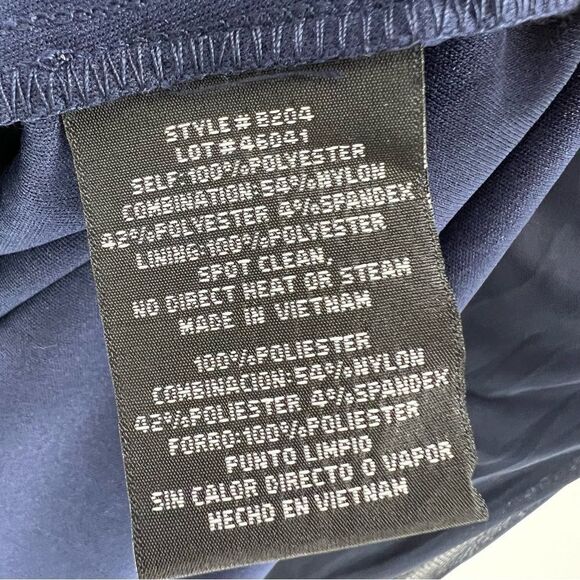 STYLE# 8204
LOT# 46041
SELF:100%POLYESTER
COMBINATION:54%NYLON
42%POLYESTER 4%SPANDEX
LINING:100%POLYESTER
SPOT CLEAN.
NO DIRECT HEAT OR STEAM
MADE IN VIETNAM
100%POLIESTER
COMBINACION:54%NYLON
42%POLIESTER 4%SPANDEX
FORRO:100%POLIESTER
PUNTO LIMPIO
SIN CALOR DIRECTO O VAPOR
HECHO EN VIETNAM